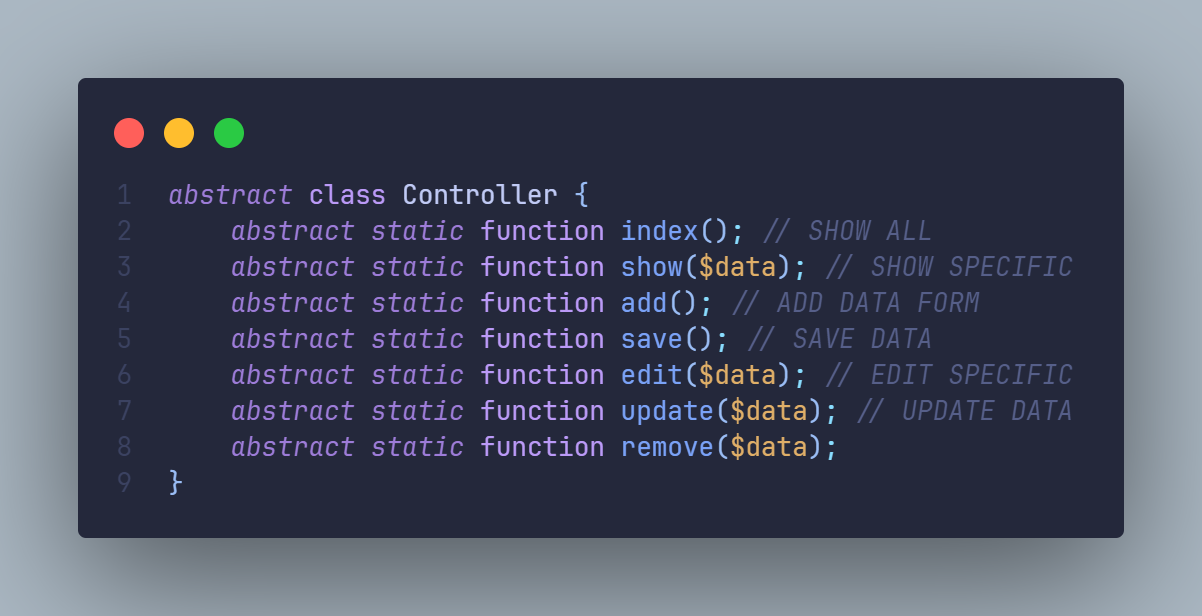 1 abstract class Controller {
2     abstract static function index(); // SHOW ALL
3     abstract static function show($data); // SHOW SPECIFIC
4     abstract static function add(); // ADD DATA FORM
5     abstract static function save(); // SAVE DATA
6     abstract static function edit($data); // EDIT SPECIFIC
7     abstract static function update($data); // UPDATE DATA
8     abstract static function remove($data);
9 }